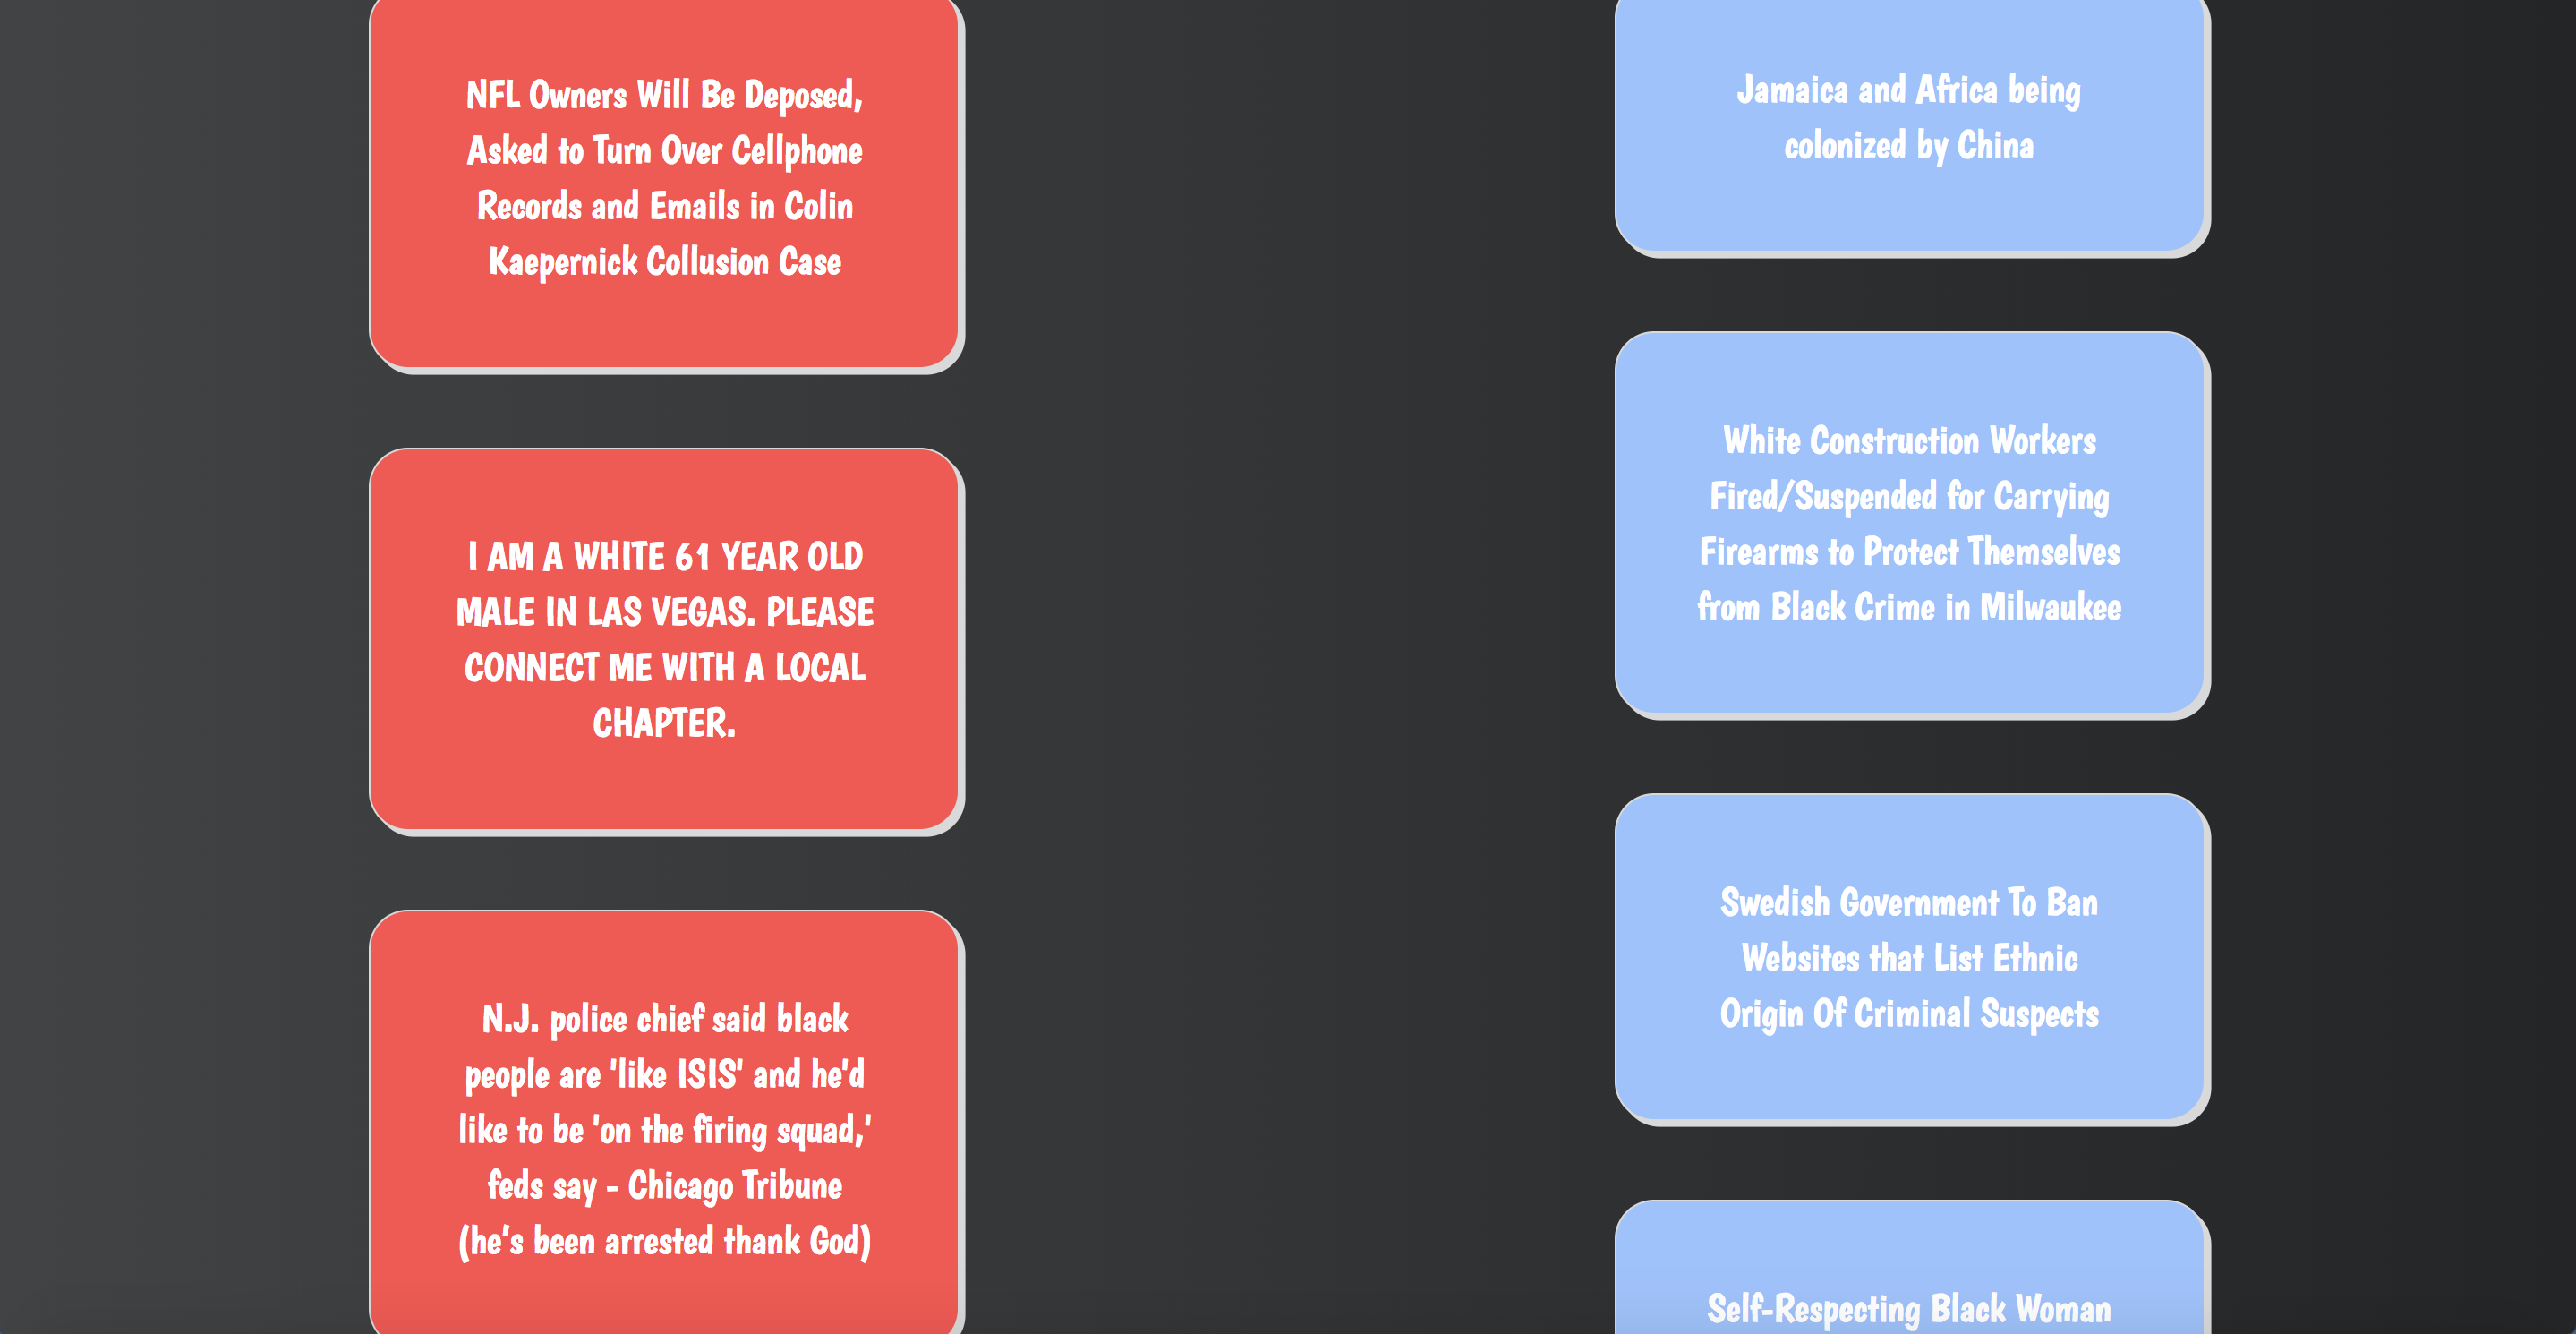 NFL Owners Will Be Deposed,
Asked to Turn Over Cellphone
Records and Emails in Colin
Kaepernick Collusion Case
I AM A WHITE 61 YEAR OLD
MALE IN LAS VEGAS. PLEASE
CONNECT ME WITH A LOCAL
CHAPTER.
N.J. police chief said black
people are 'like ISIS' and he'd
like to be 'on the firing squad,'
feds say - Chicago Tribune
(he's been arrested thank God)
Jamaica and Africa being
colonized by China
White Construction Workers
Fired/Suspended for Carrying
Firearms to Protect Themselves
from Black Crime in Milwaukee
Swedish Government To Ban
Websites that List Ethnic
Origin Of Criminal Suspects
Self-Respecting Black Woman